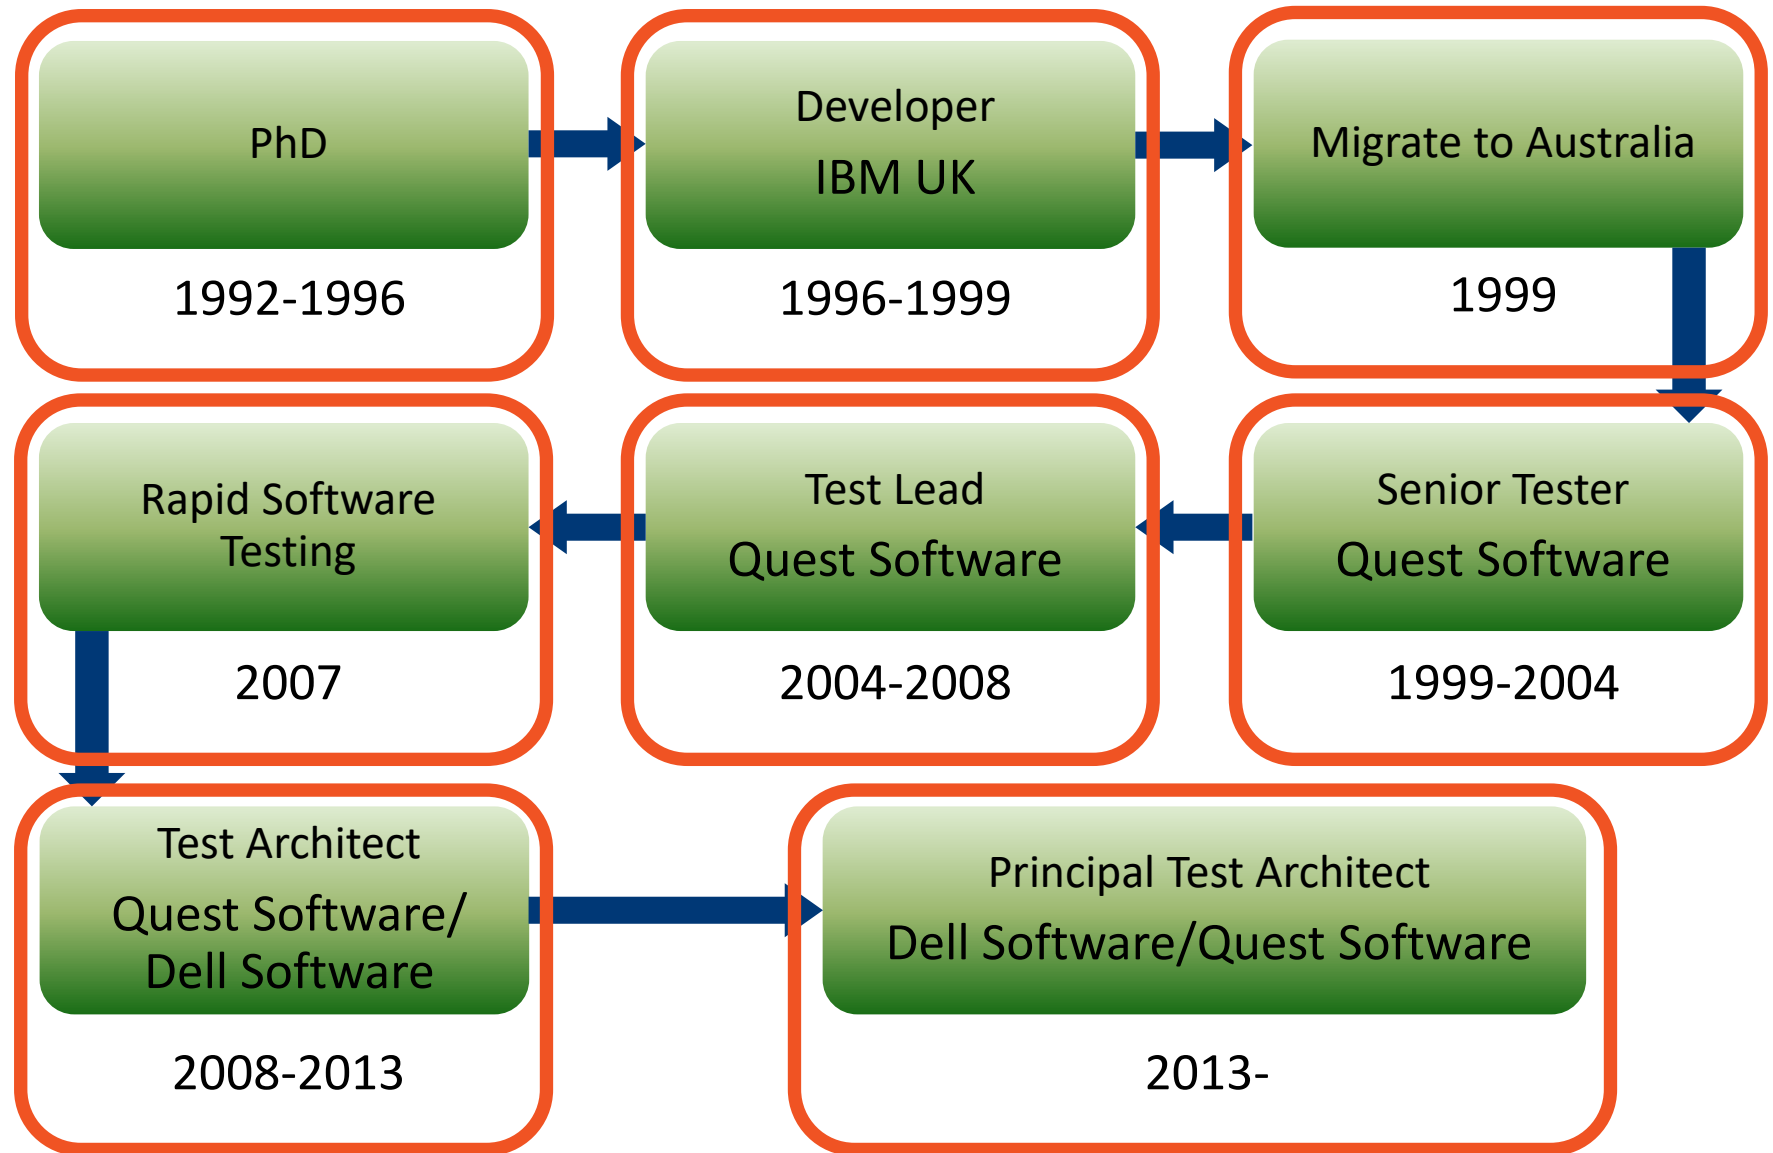 PhD
1992-1996
Developer
IBM UK
1996-1999
Migrate to Australia
1999
Senior Tester
Quest Software
1999-2004
Test Lead
Quest Software
2004-2008
Rapid Software
Testing
2007
Test Architect
Quest Software/
Dell Software
2008-2013
Principal Test Architect
Dell Software/Quest Software
2013-